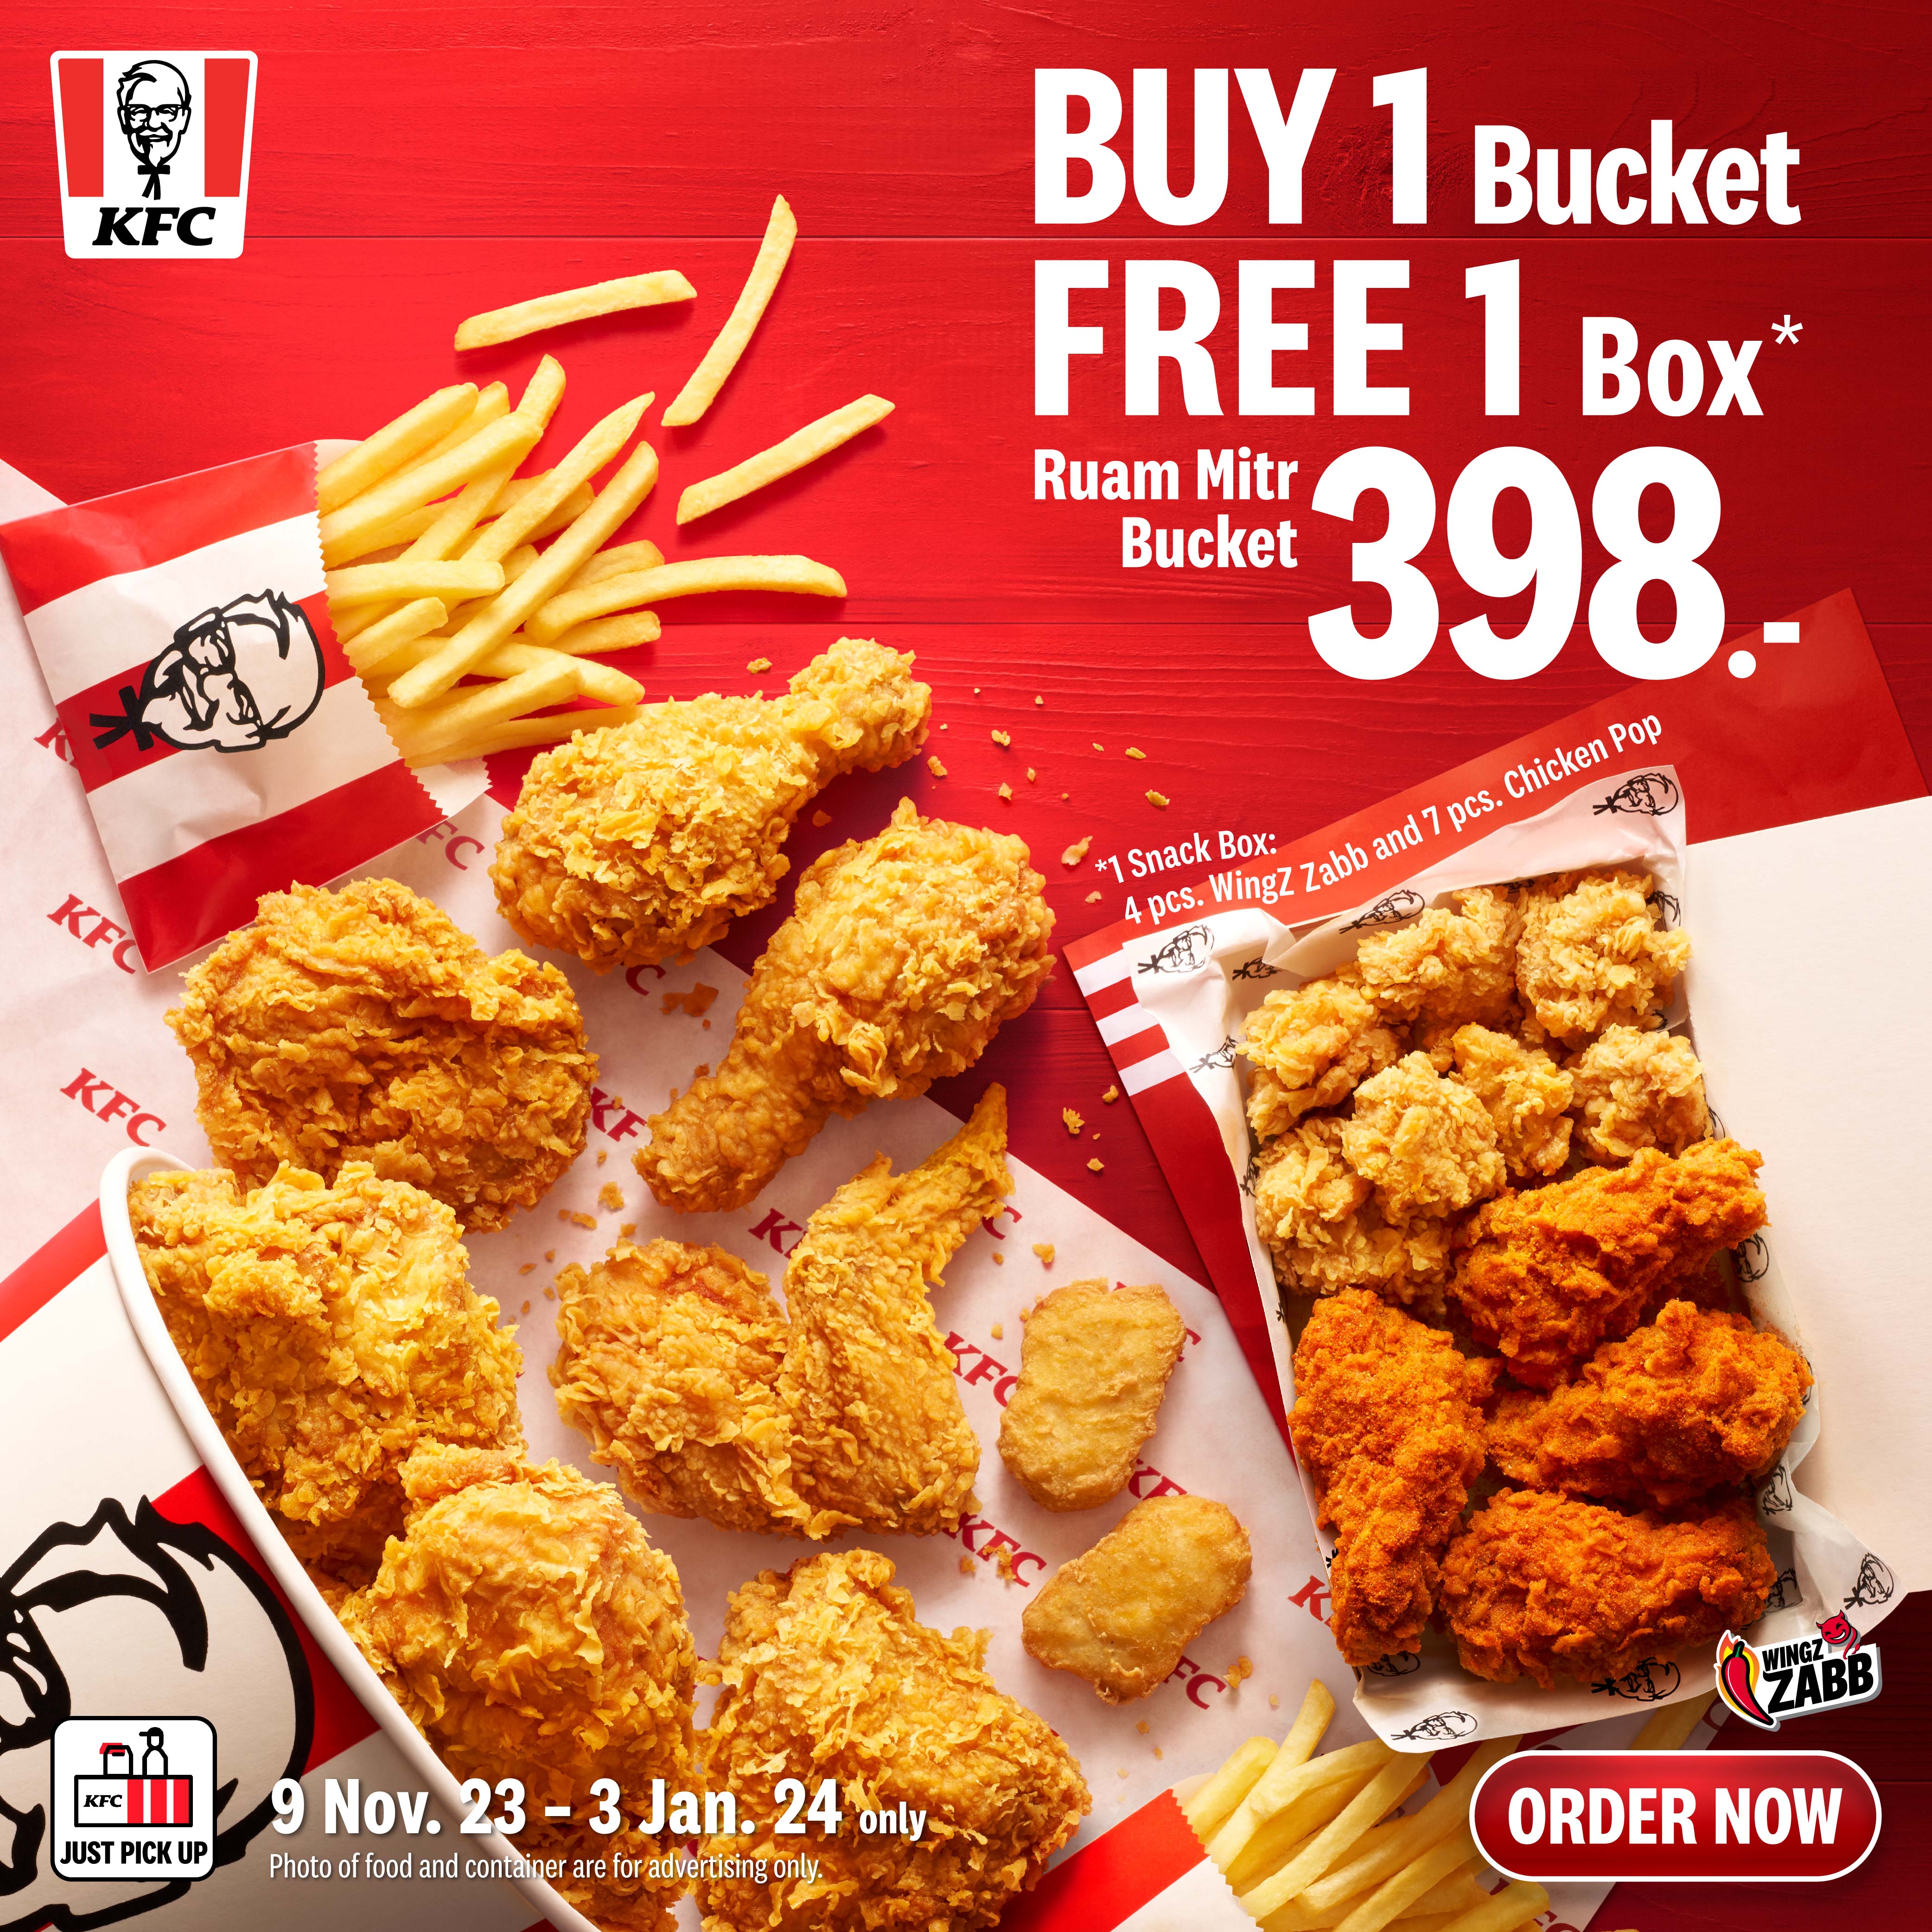 KFC
BUY 1 Bucket
FREE 1 Box*
Ruam Mitr
Bucket
398.-
*1 Snack Box:
4 pcs. WingZ Zabb and 7 pcs. Chicken Pop
KFC
KFC
KFC
KFC
KFC
WINGZ
ZABB
KFC
JUST PICK UP
9 Nov. 23 – 3 Jan. 24 only
Photo of food and container are for advertising only.
ORDER NOW